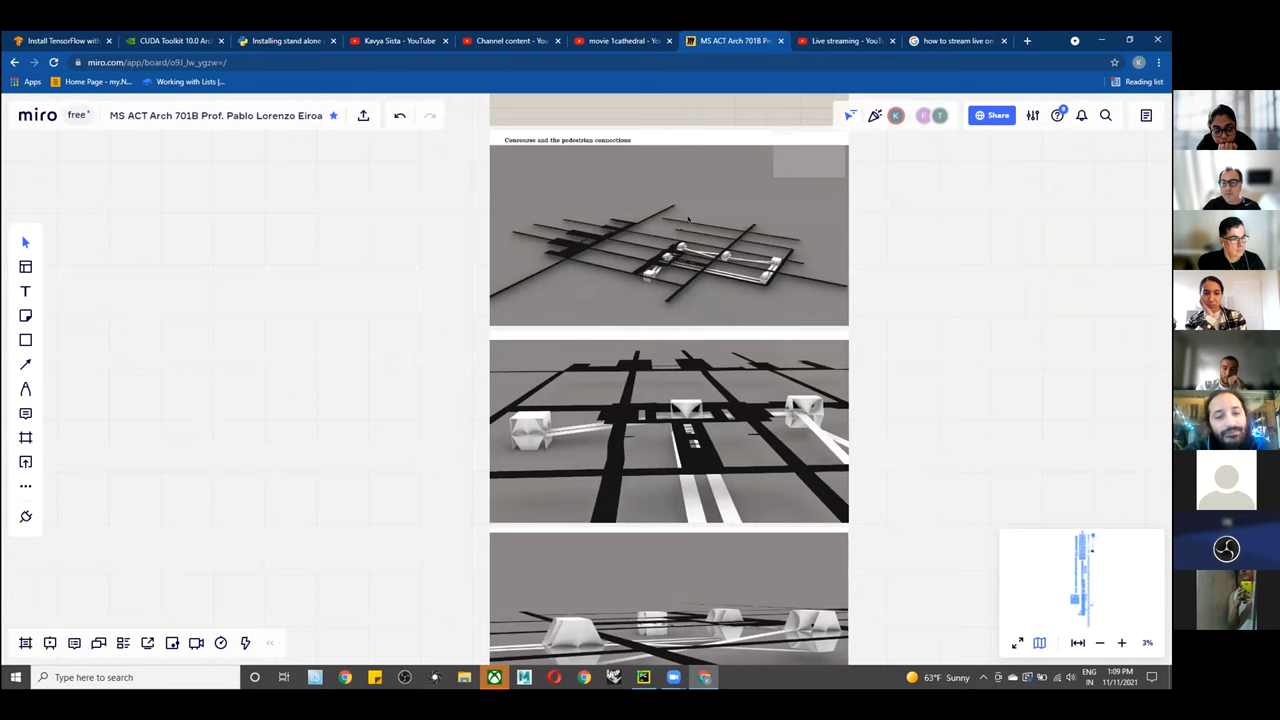 Install TensorFlow with
CUDA Toolkit 10.0 Arc
Installing stand alone
Kavya Sista - YouTube
Channel content - Yo
movie 1cathedral - Yo
MS ACT Arch 701B Pr
Live streaming - YouT
how to stream live on
miro.com/app/board/o9J_lw_ygzw=/
Apps
Home Page - my.N...
Working with Lists|...
Reading list
miro
free
MS ACT Arch 701B Prof. Pablo Lorenzo Eiroa
K
F
T
Share
Concourse and the pedestrian connections
3%
Type here to search
63°F Sunny
ENG
IN
1:09 PM
11/11/2021